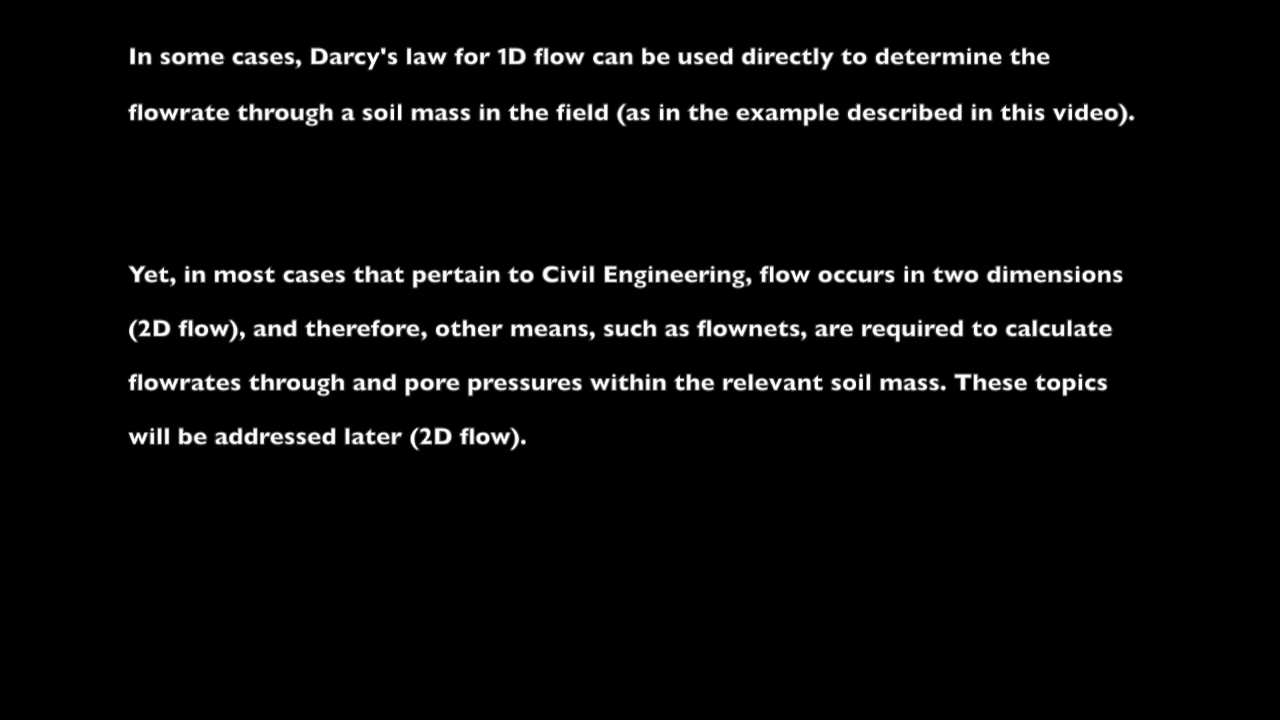 In some cases, Darcy's law for 1D flow can be used directly to determine the
flowrate through a soil mass in the field (as in the example described in this video).
Yet, in most cases that pertain to Civil Engineering, flow occurs in two dimensions
(2D flow), and therefore, other means, such as flownets, are required to calculate
flowrates through and pore pressures within the relevant soil mass. These topics
will be addressed later (2D flow).